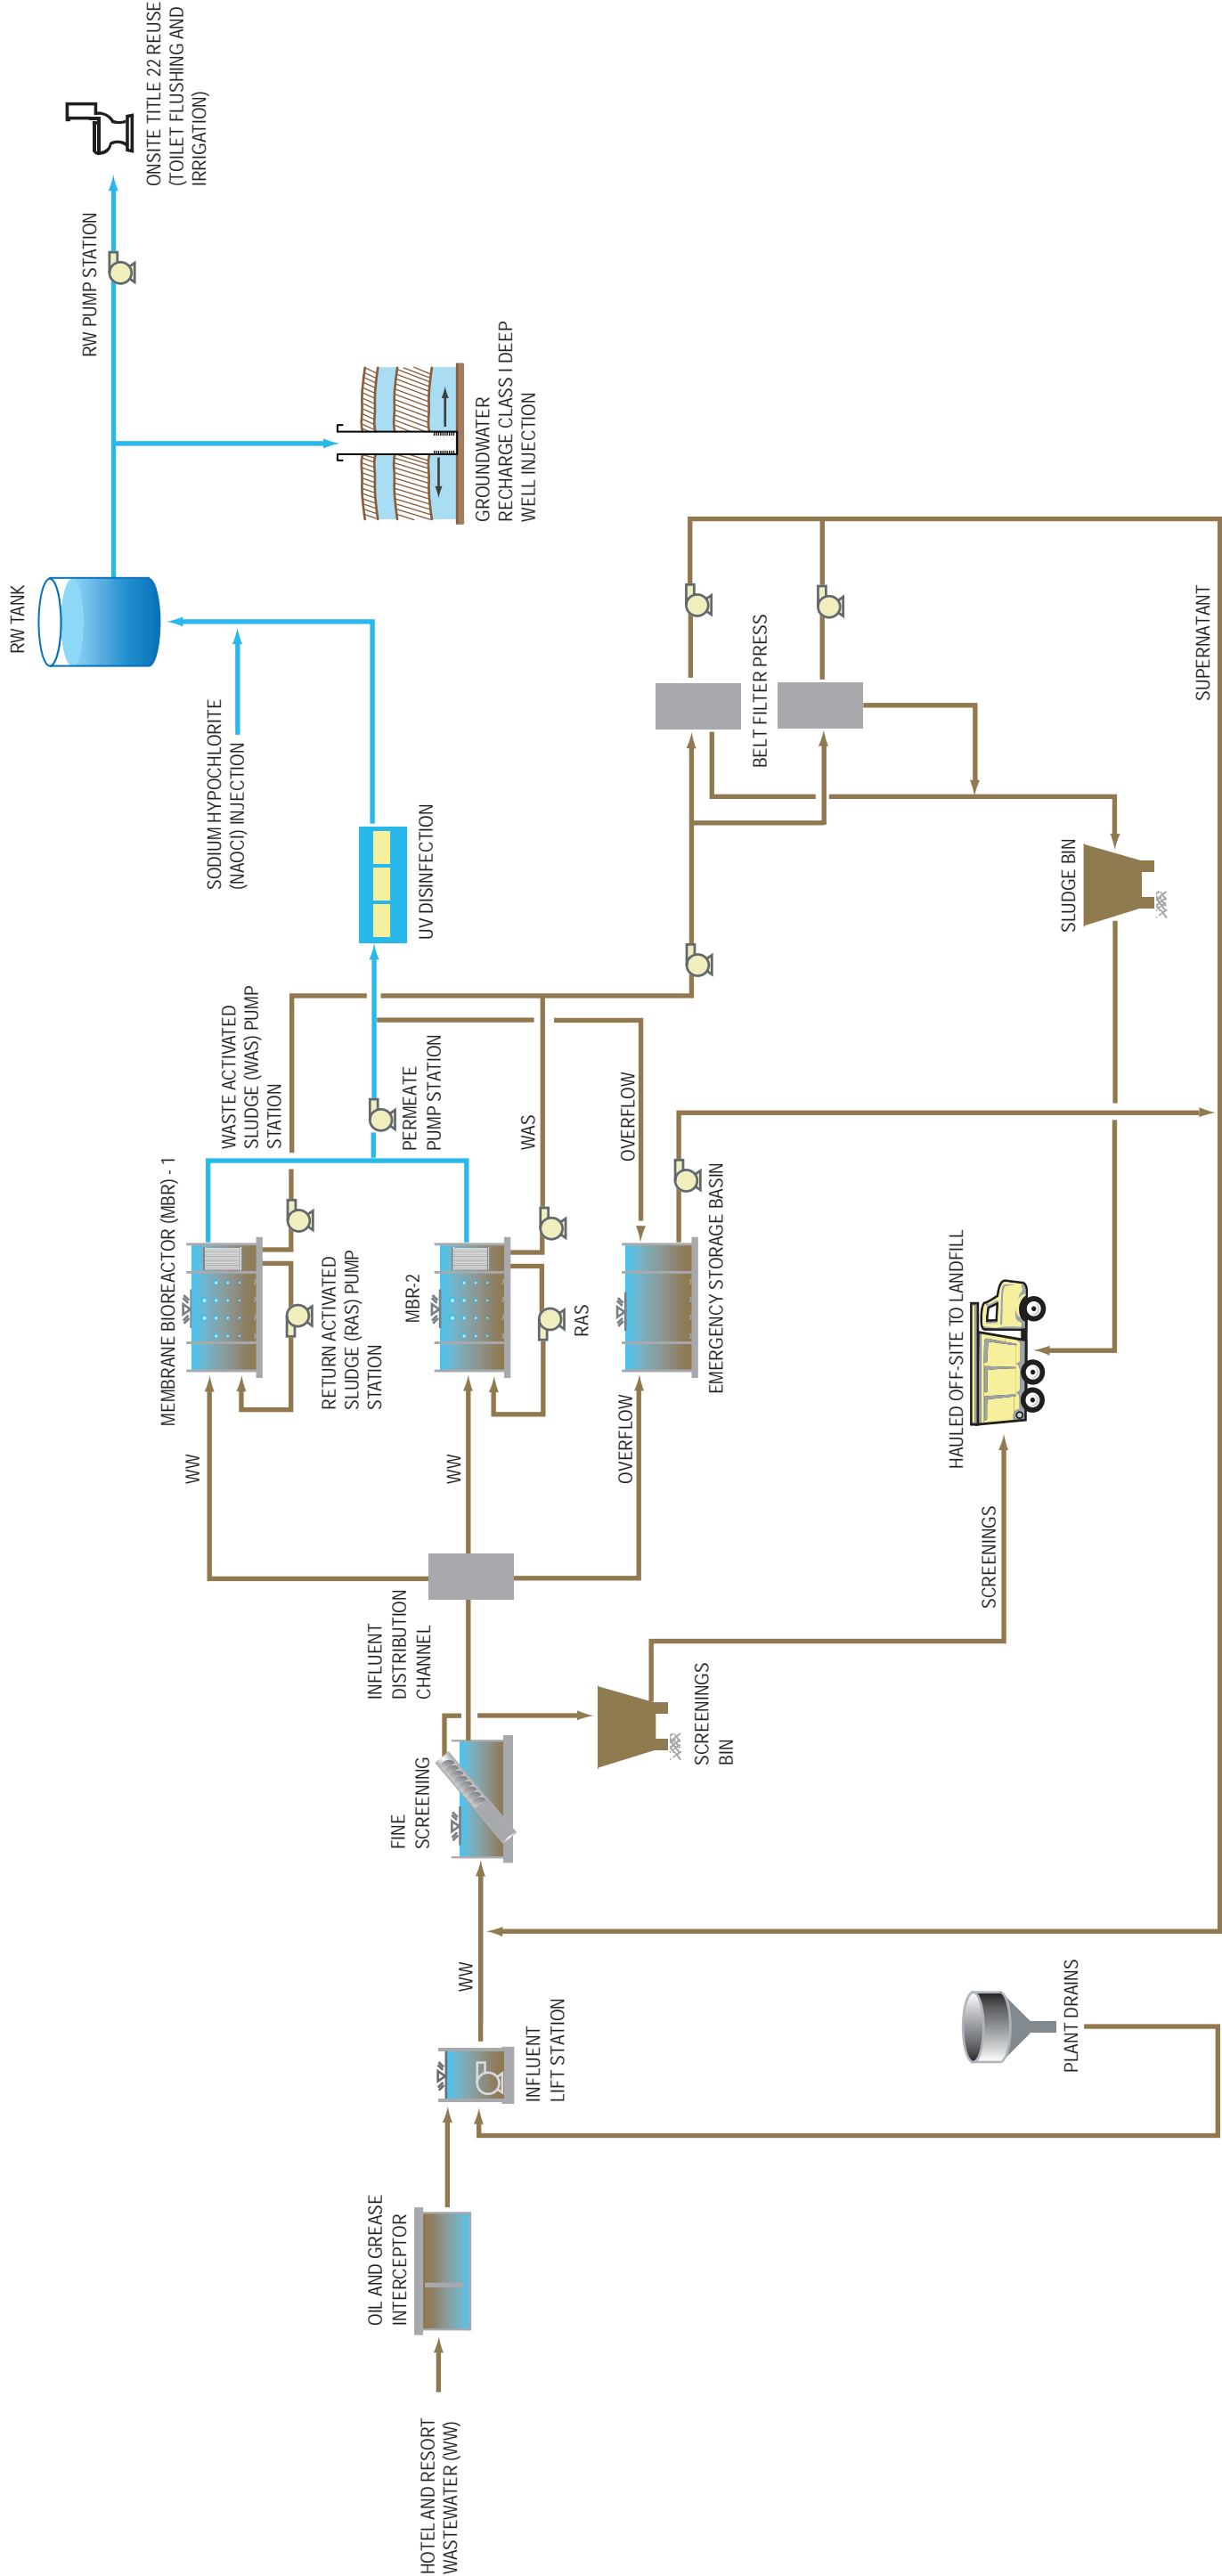 HOTEL AND RESORT
WASTEWATER (WW)
OIL AND GREASE
INTERCEPTOR
INFLUENT
LIFT STATION
PLANT DRAINS
WW
FINE
SCREENING
SCREENINGS
BIN
INFLUENT
DISTRIBUTION
CHANNEL
WW
WW
OVERFLOW
SCREENINGS
HAULED OFF-SITE TO LANDFILL
MEMBRANE BIOREACTOR (MBR) - 1
RETURN ACTIVATED
SLUDGE (RAS) PUMP
STATION
MBR-2
RAS
EMERGENCY STORAGE BASIN
WASTE ACTIVATED
SLUDGE (WAS) PUMP
STATION
PERMEATE
PUMP STATION
WAS
OVERFLOW
UV DISINFECTION
SLUDGE BIN
SODIUM HYPOCHLORITE
(NAOCI) INJECTION
BELT FILTER PRESS
SUPERNATANT
RW TANK
GROUNDWATER
RECHARGE CLASS I DEEP
WELL INJECTION
RW PUMP STATION
ONSITE TITLE 22 REUSE
(TOILET FLUSHING AND
IRRIGATION)